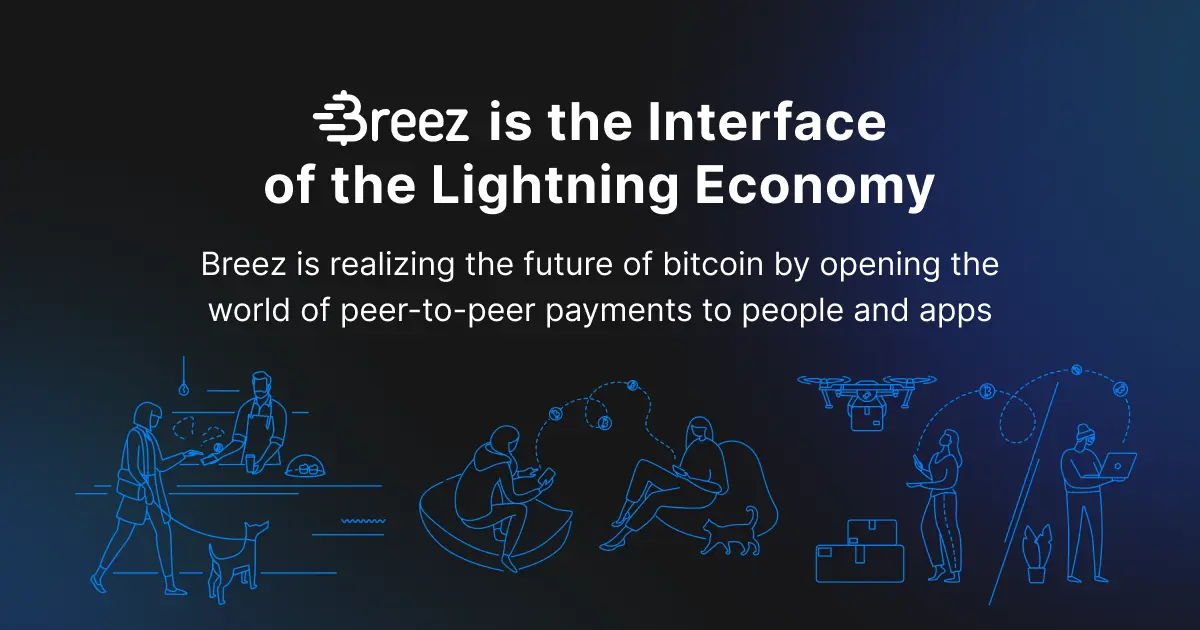 Breez is the Interface
of the Lightning Economy
Breez is realizing the future of bitcoin by opening the
world of peer-to-peer payments to people and apps